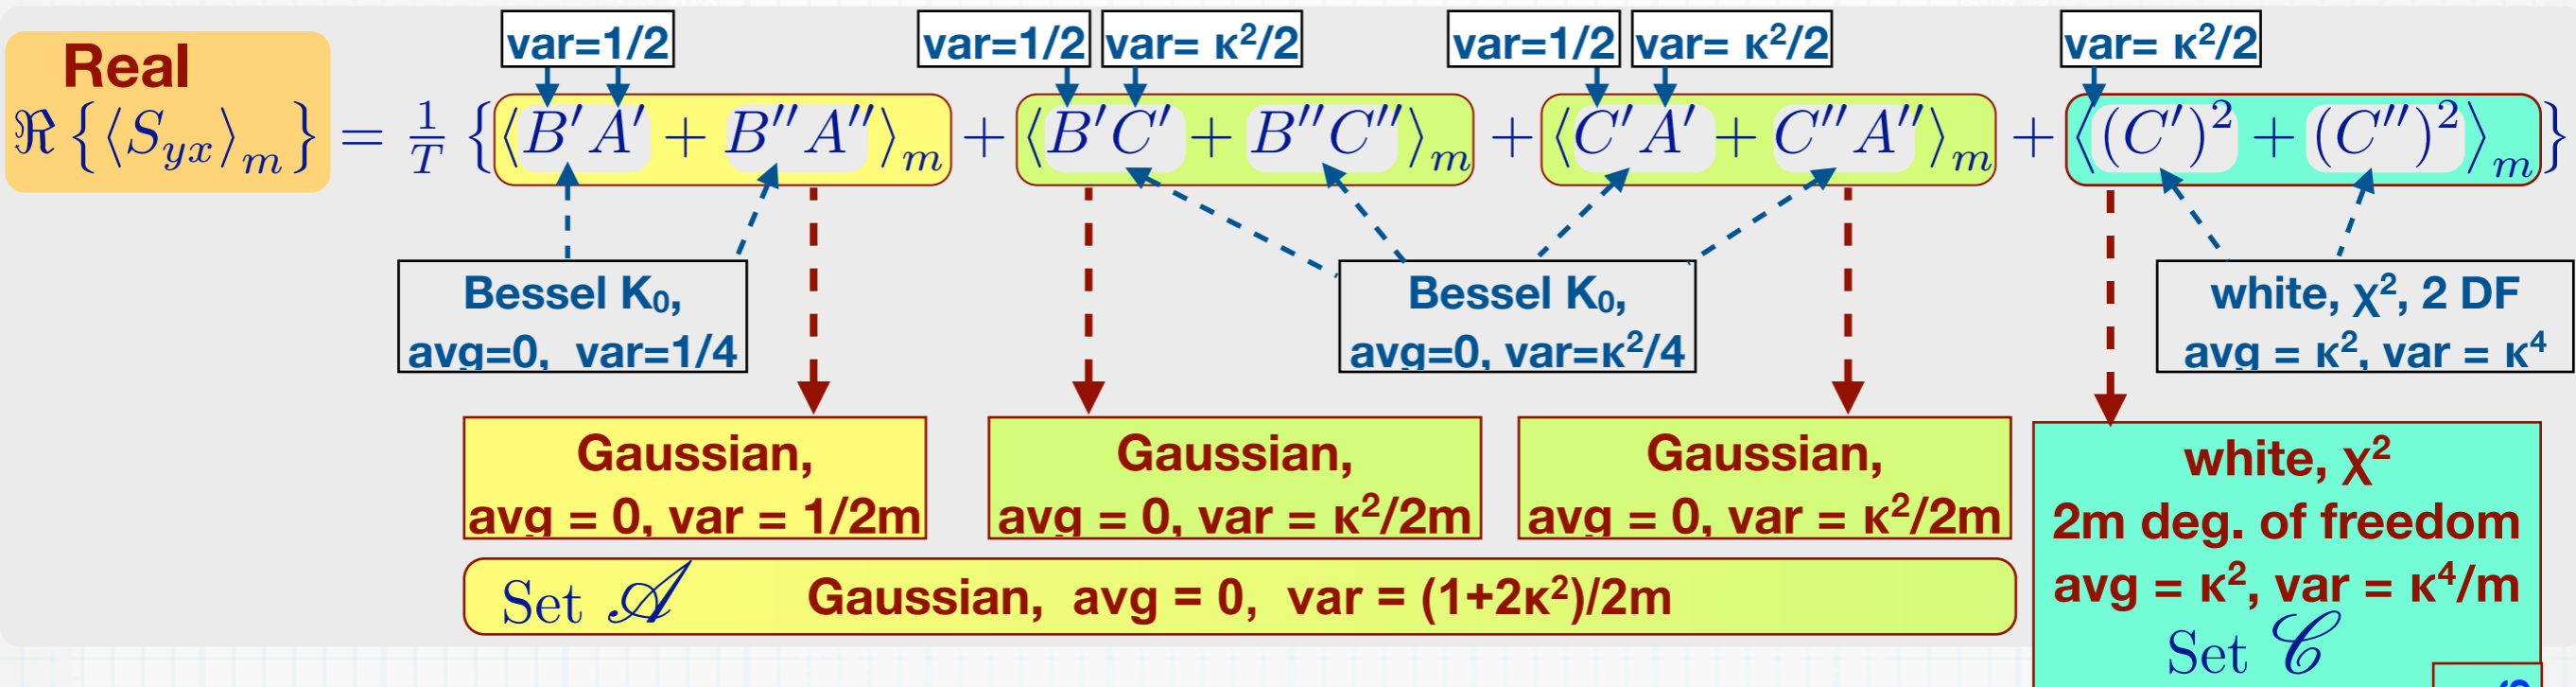 var=1/2 var=1/2 var= κ²/2 var=1/2 var= κ²/2 var= κ²/2
Real
ℜ{⟨S_yx⟩_m} = 1/T {⟨B′A′ + B″A″⟩_m + ⟨B′C′ + B″C″⟩_m + ⟨C′A′ + C″A″⟩_m + ⟨(C′)² + (C″)²⟩_m}
Bessel K₀,
avg=0, var=1/4
Bessel K₀,
avg=0, var=κ²/4
white, χ², 2 DF
avg = κ², var = κ⁴
Gaussian,
avg = 0, var = 1/2m
Gaussian,
avg = 0, var = κ²/2m
Gaussian,
avg = 0, var = κ²/2m
white, χ²
2m deg. of freedom
avg = κ², var = κ⁴/m
Set 𝒞
Set 𝒜 Gaussian, avg = 0, var = (1+2κ²)/2m